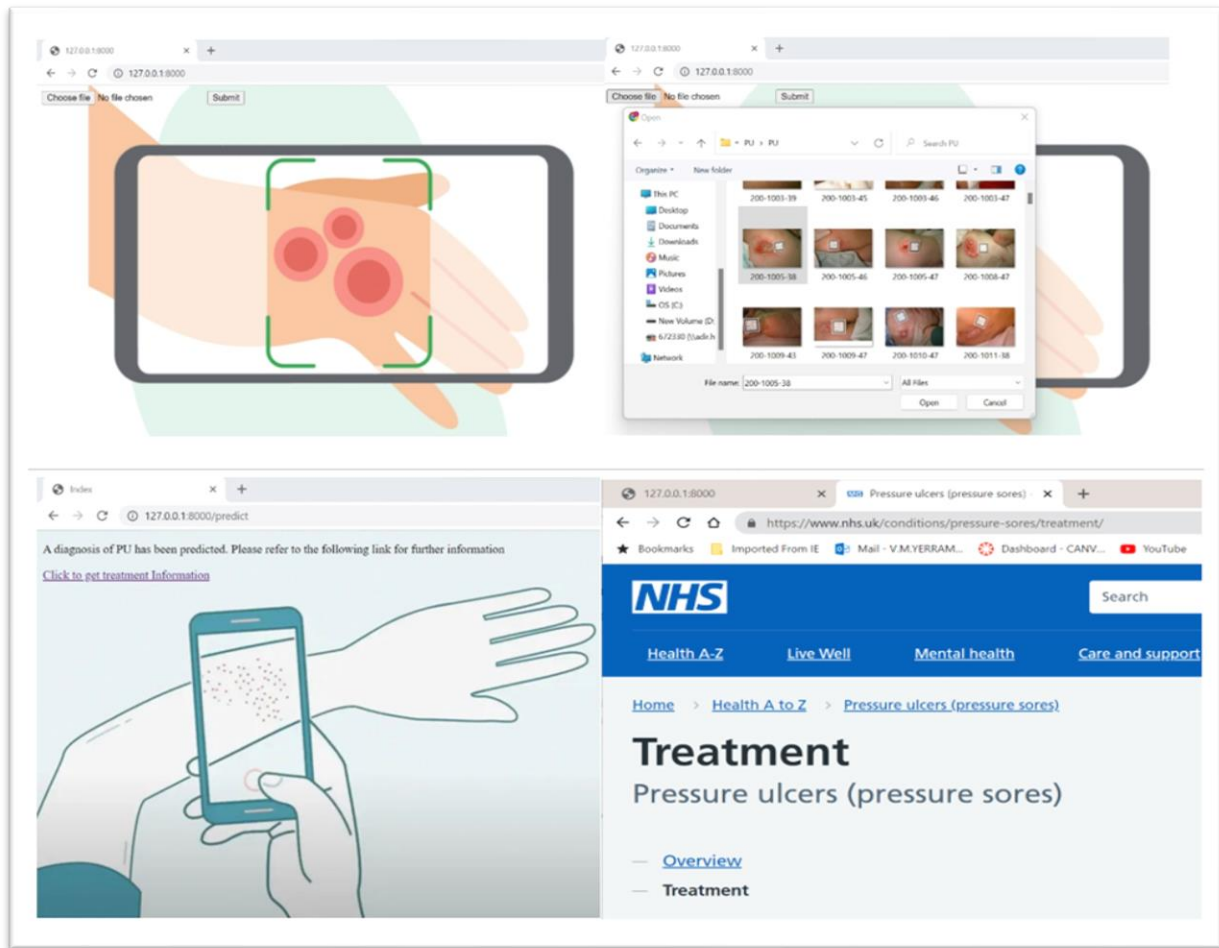 127.0.0.1:8000
127.0.0.1:8000
Choose file No file chosen Submit
127.0.0.1:8000
127.0.0.1:8000
Choose file No file chosen Submit
Open
PU > PU
Search PU
Organize New folder
This PC
Desktop
Documents
Downloads
Music
Pictures
Videos
OS (C:)
New Volume (D:
672330 (\\adir.h
Network
200-1003-39 200-1003-45 200-1003-46 200-1003-47
200-1005-38 200-1005-46 200-1005-47 200-1008-47
200-1009-43 200-1009-47 200-1010-47 200-1011-38
File name: 200-1005-38 All Files
Open Cancel
Index
127.0.0.1:8000/predict
A diagnosis of PU has been predicted. Please refer to the following link for further information
Click to get treatment Information
127.0.0.1:8000 Pressure ulcers (pressure sores) -
https://www.nhs.uk/conditions/pressure-sores/treatment/
Bookmarks Imported From IE Mail - V.M.YERRAM... Dashboard - CANV... YouTube
NHS
Search
Health A-Z Live Well Mental health Care and support
Home > Health A to Z > Pressure ulcers (pressure sores)
Treatment
Pressure ulcers (pressure sores)
— Overview
— Treatment